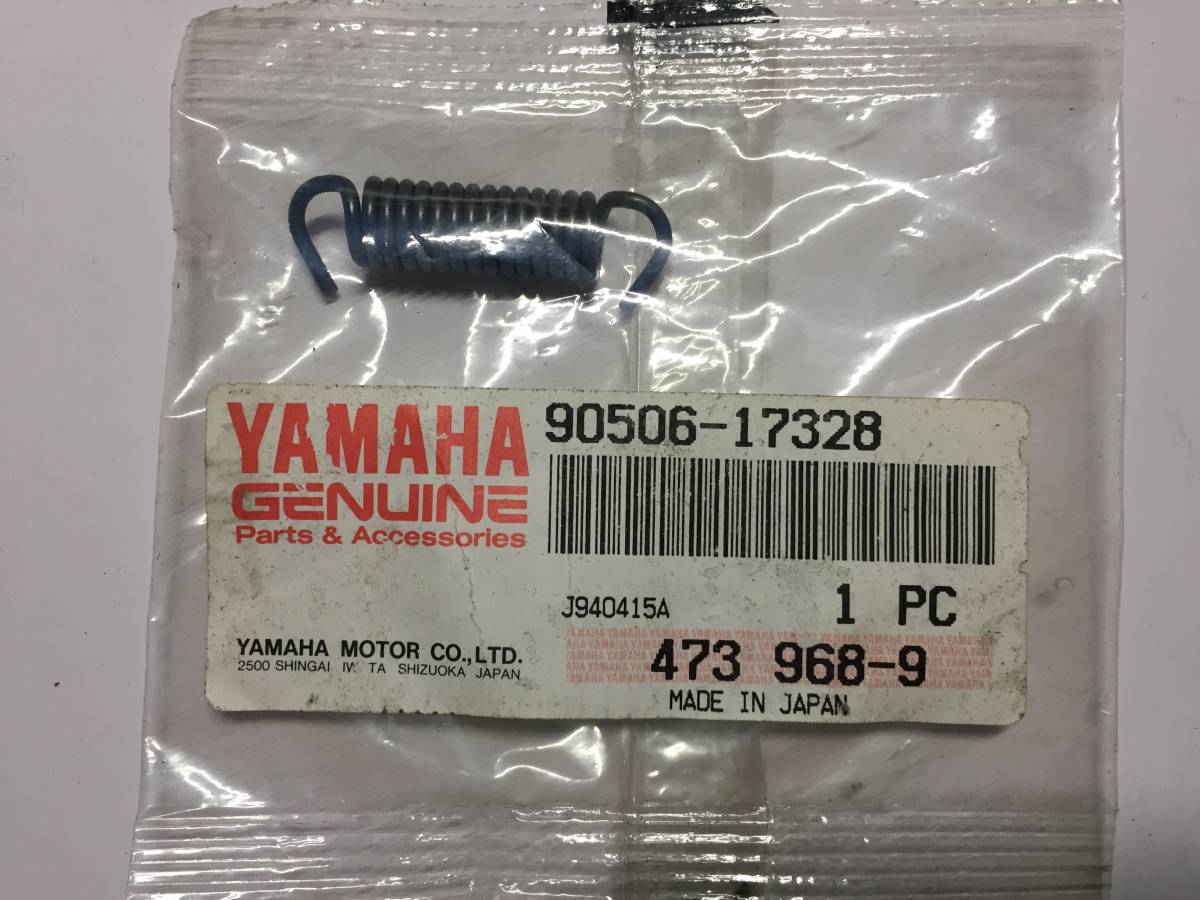 YAMAHA
GENUINE
Parts & Accessories
90506-17328
J940415A
1 PC
YAMAHA MOTOR CO.,LTD.
2500 SHINGAI SHIZUOKA JAPAN
473 968-9
MADE IN JAPAN